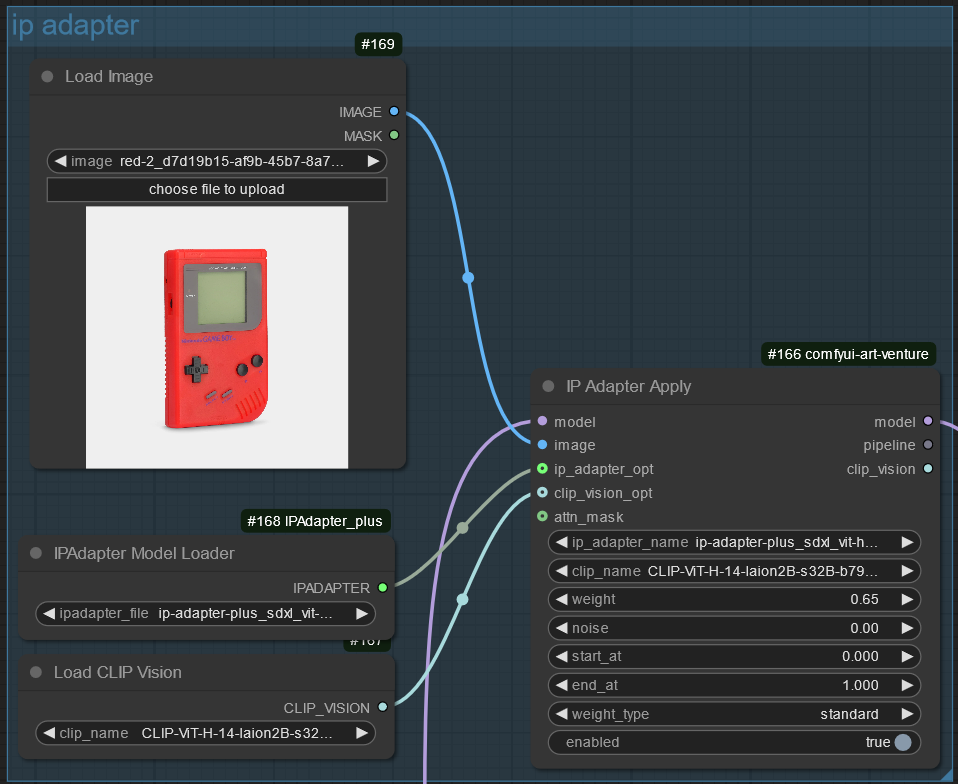 ip adapter
#169
Load Image
IMAGE
MASK
image red-2_d7d19b15-af9b-45b7-8a7...
choose file to upload
#166 comfyui-art-venture
IP Adapter Apply
model model
image pipeline
ip_adapter_opt clip_vision
clip_vision_opt
attn_mask
ip_adapter_name ip-adapter-plus_sdxl_vit-h...
clip_name CLIP-ViT-H-14-laion2B-s32B-b79...
weight 0.65
noise 0.00
start_at 0.000
end_at 1.000
weight_type standard
enabled true
#168 IPAdapter_plus
IPAdapter Model Loader
IPADAPTER
ipadapter_file ip-adapter-plus_sdxl_vit-...
#167
Load CLIP Vision
CLIP_VISION
clip_name CLIP-ViT-H-14-laion2B-s32...